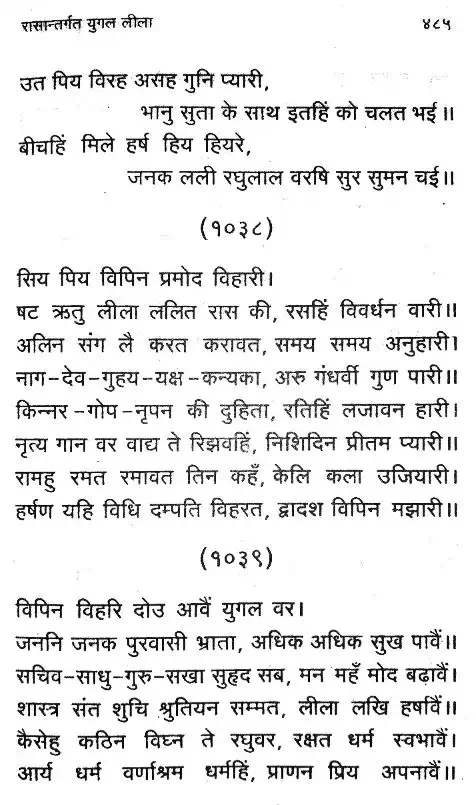 रासान्तर्गत युगल लीला ४८५
उत पिय विरह असह गुनि प्यारी,
भानु सुता के साथ इतहिं को चलत भई॥
बीचहिं मिले हर्ष हिय हियरे,
जनक लली रघुलाल वरषि सुर सुमन चई॥
(१०३८)
सिय पिय विपिन प्रमोद विहारी।
षट ऋतु लीला ललित रास की, रसहिं विवर्धन वारी॥
अलिन संग लै करत करावत, समय समय अनुहारी।
नाग-देव-गुहय-यक्ष-कन्यका, अरु गंधर्वी गुण पारी॥
किन्नर-गोप-नृपन की दुहिता, रतिहिं लजावन हारी।
नृत्य गान वर वाद्य ते रिझवहिं, निशिदिन प्रीतम प्यारी॥
रामहु रमत रमावत तिन कहँ, केलि कला उजियारी।
हर्षण यहि विधि दम्पति विहरत, द्वादश विपिन मझारी॥
(१०३९)
विपिन विहरि दोउ आवैं युगल वर।
जननि जनक पुरवासी भ्राता, अधिक अधिक सुख पावैं॥
सचिव-साधु-गुरु-सखा सुहृद सब, मन महँ मोद बढ़ावैं।
शास्त्र संत शुचि श्रुतियन सम्मत, लीला लखि हर्षावैं॥
कैसेहु कठिन विघ्न ते रघुवर, रक्षत धर्म स्वभावैं।
आर्य धर्म वर्णाश्रम धर्महिं, प्राणन प्रिय अपनावैं॥